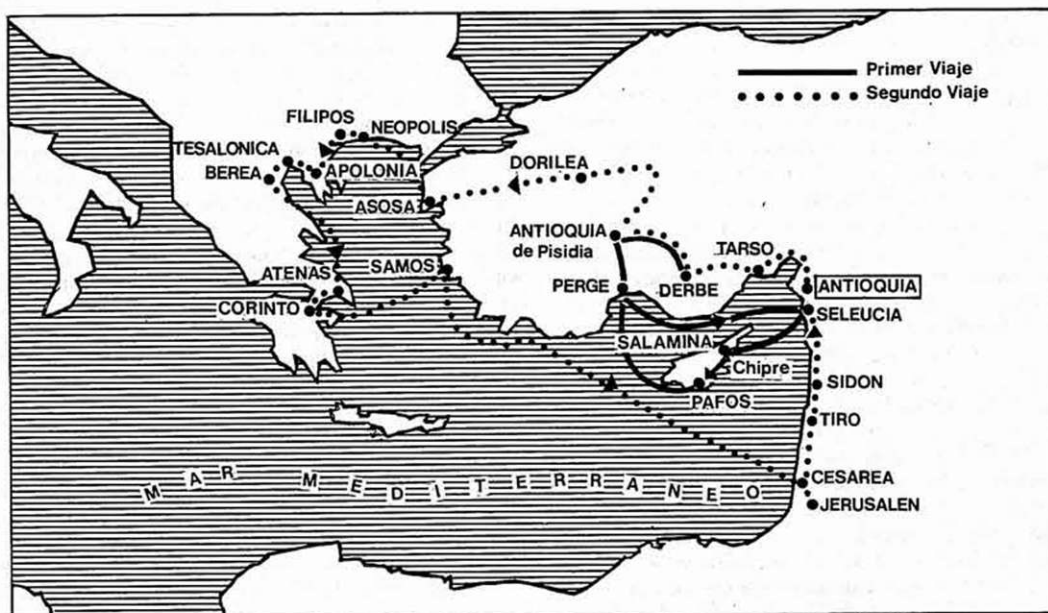 Primer Viaje
Segundo Viaje
FILIPOS
NEOPOLIS
TESALONICA
BEREA
APOLONIA
DORILEA
ASOSA
ANTIOQUIA
de Pisidia
TARSO
ATENAS
SAMOS
PERGE
DERBE
ANTIOQUIA
CORINTO
SELEUCIA
SALAMINA
Chipre
PAFOS
SIDON
TIRO
MAR MEDITERRANEO
CESAREA
JERUSALEN